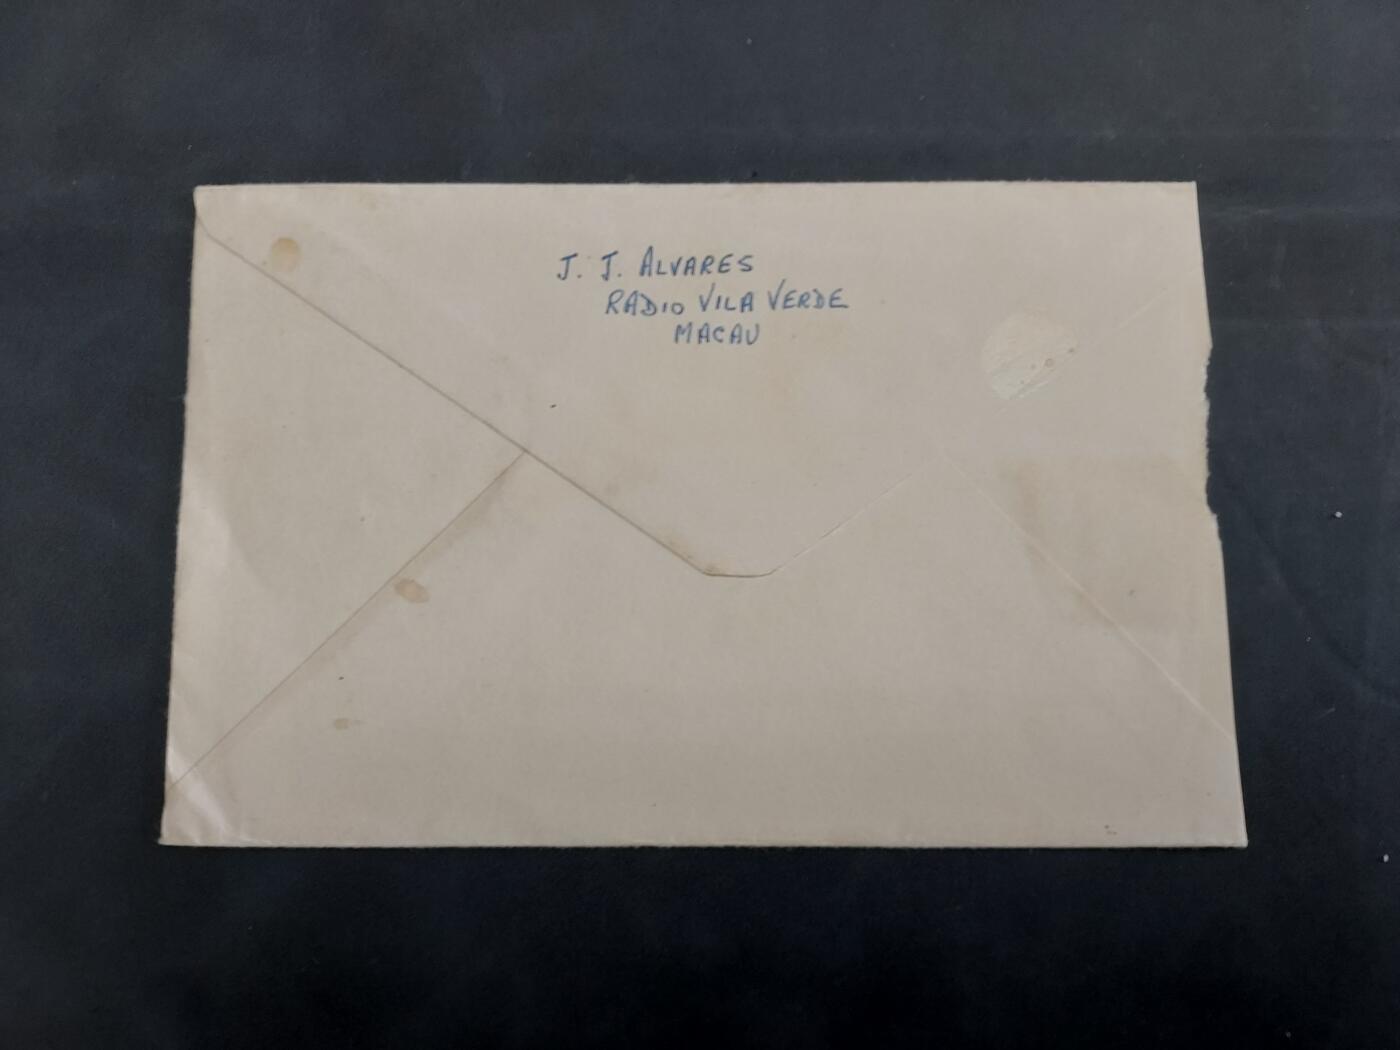 J. J. ALVARES
RADIO VILA VERDE
MACAU